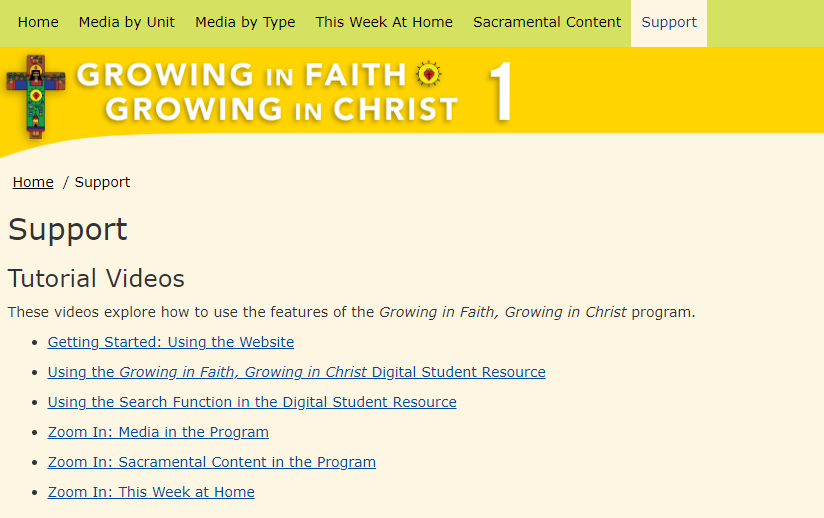 Home Media by Unit Media by Type This Week At Home Sacramental Content Support
GROWING IN FAITH
GROWING IN CHRIST 1
Home / Support
Support
Tutorial Videos
These videos explore how to use the features of the Growing in Faith, Growing in Christ program.
Getting Started: Using the Website
Using the Growing in Faith, Growing in Christ Digital Student Resource
Using the Search Function in the Digital Student Resource
Zoom In: Media in the Program
Zoom In: Sacramental Content in the Program
Zoom In: This Week at Home